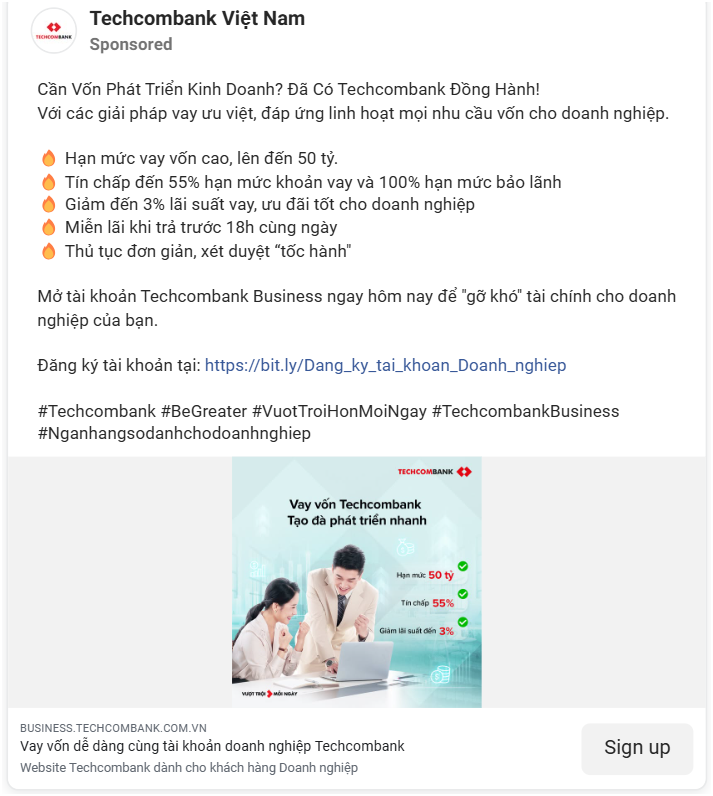 TECHCOMBANK
Techcombank Việt Nam
Sponsored
Cần Vốn Phát Triển Kinh Doanh? Đã Có Techcombank Đồng Hành!
Với các giải pháp vay ưu việt, đáp ứng linh hoạt mọi nhu cầu vốn cho doanh nghiệp.
🔥 Hạn mức vay vốn cao, lên đến 50 tỷ.
🔥 Tín chấp đến 55% hạn mức khoản vay và 100% hạn mức bảo lãnh
🔥 Giảm đến 3% lãi suất vay, ưu đãi tốt cho doanh nghiệp
🔥 Miễn lãi khi trả trước 18h cùng ngày
🔥 Thủ tục đơn giản, xét duyệt “tốc hành"
Mở tài khoản Techcombank Business ngay hôm nay để "gỡ khó" tài chính cho doanh
nghiệp của bạn.
Đăng ký tài khoản tại: https://bit.ly/Dang_ky_tai_khoan_Doanh_nghiep
#Techcombank #BeGreater #VuotTroiHonMoiNgay #TechcombankBusiness
#Nganhangsodanhchodoanhnghiep
TECHCOMBANK
Vay vốn Techcombank
Tạo đà phát triển nhanh
Hạn mức 50 tỷ
Tín chấp 55%
Giảm lãi suất đến 3%
VƯỢT TRỘI MỖI NGÀY
BUSINESS.TECHCOMBANK.COM.VN
Vay vốn dễ dàng cùng tài khoản doanh nghiệp Techcombank
Website Techcombank dành cho khách hàng Doanh nghiệp
Sign up